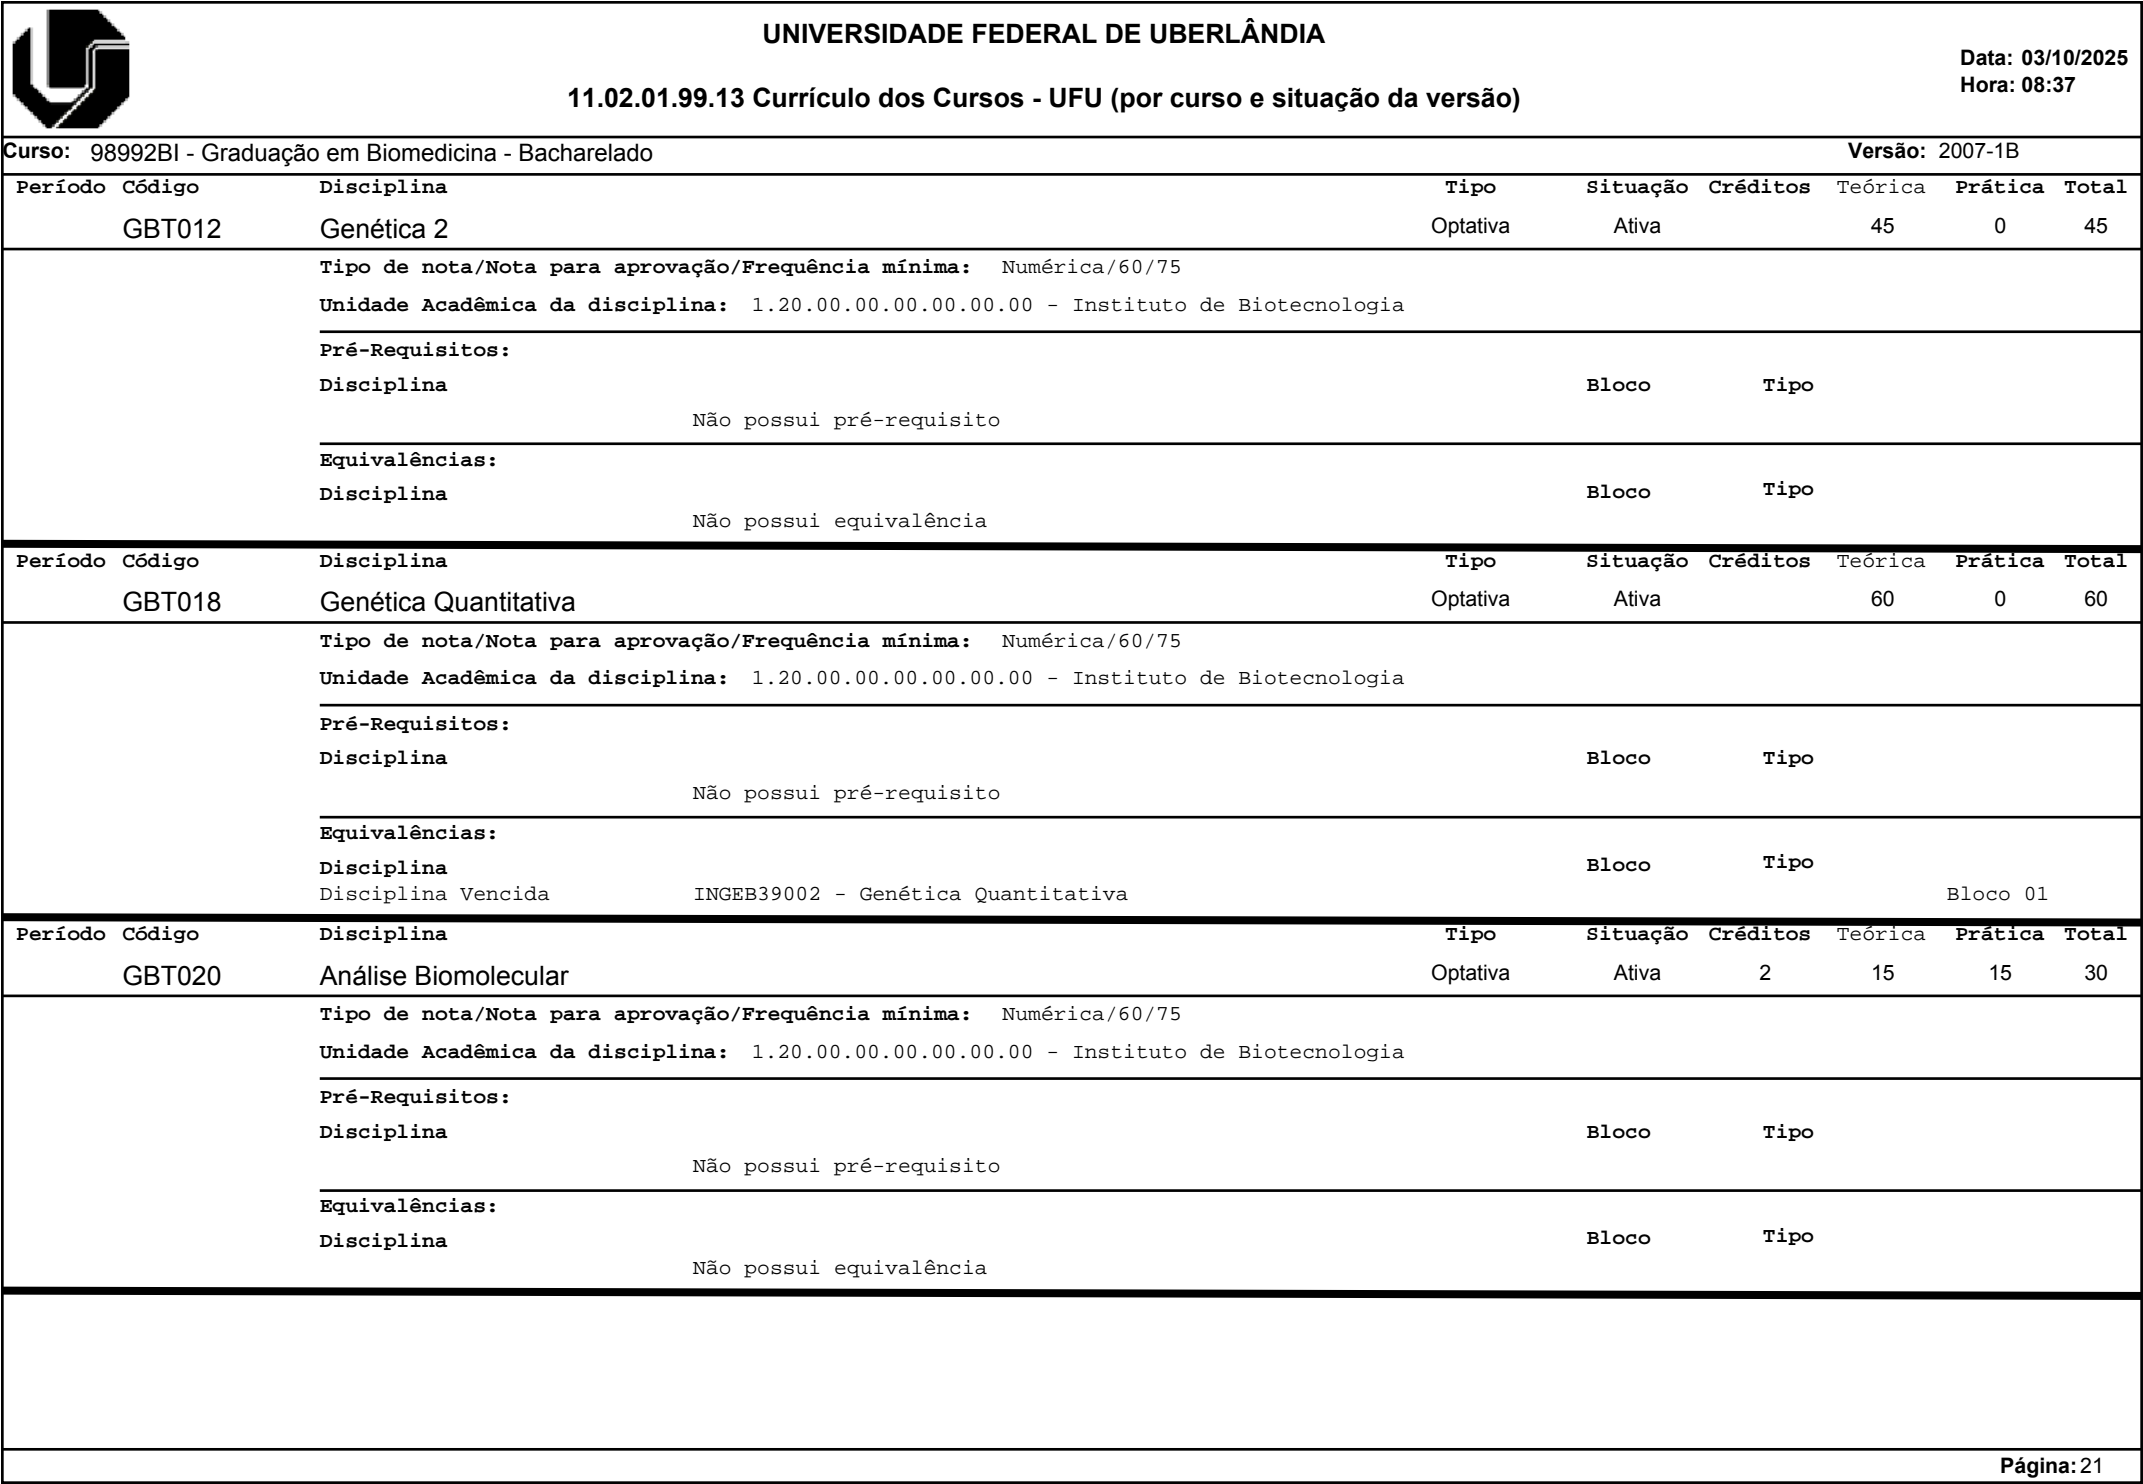 UNIVERSIDADE FEDERAL DE UBERLÂNDIA
Data: 03/10/2025
Hora: 08:37
11.02.01.99.13 Currículo dos Cursos - UFU (por curso e situação da versão)
Curso: 98992BI - Graduação em Biomedicina - Bacharelado Versão: 2007-1B
Período Código Disciplina Tipo Situação Créditos Teórica Prática Total
GBT012 Genética 2 Optativa Ativa 45 0 45
Tipo de nota/Nota para aprovação/Frequência mínima: Numérica/60/75
Unidade Acadêmica da disciplina: 1.20.00.00.00.00.00.00 - Instituto de Biotecnologia
Pré-Requisitos:
Disciplina Bloco Tipo
Não possui pré-requisito
Equivalências:
Disciplina Bloco Tipo
Não possui equivalência
Período Código Disciplina Tipo Situação Créditos Teórica Prática Total
GBT018 Genética Quantitativa Optativa Ativa 60 0 60
Tipo de nota/Nota para aprovação/Frequência mínima: Numérica/60/75
Unidade Acadêmica da disciplina: 1.20.00.00.00.00.00.00 - Instituto de Biotecnologia
Pré-Requisitos:
Disciplina Bloco Tipo
Não possui pré-requisito
Equivalências:
Disciplina Bloco Tipo
Disciplina Vencida INGEB39002 - Genética Quantitativa Bloco 01
Período Código Disciplina Tipo Situação Créditos Teórica Prática Total
GBT020 Análise Biomolecular Optativa Ativa 2 15 15 30
Tipo de nota/Nota para aprovação/Frequência mínima: Numérica/60/75
Unidade Acadêmica da disciplina: 1.20.00.00.00.00.00.00 - Instituto de Biotecnologia
Pré-Requisitos:
Disciplina Bloco Tipo
Não possui pré-requisito
Equivalências:
Disciplina Bloco Tipo
Não possui equivalência
Página: 21